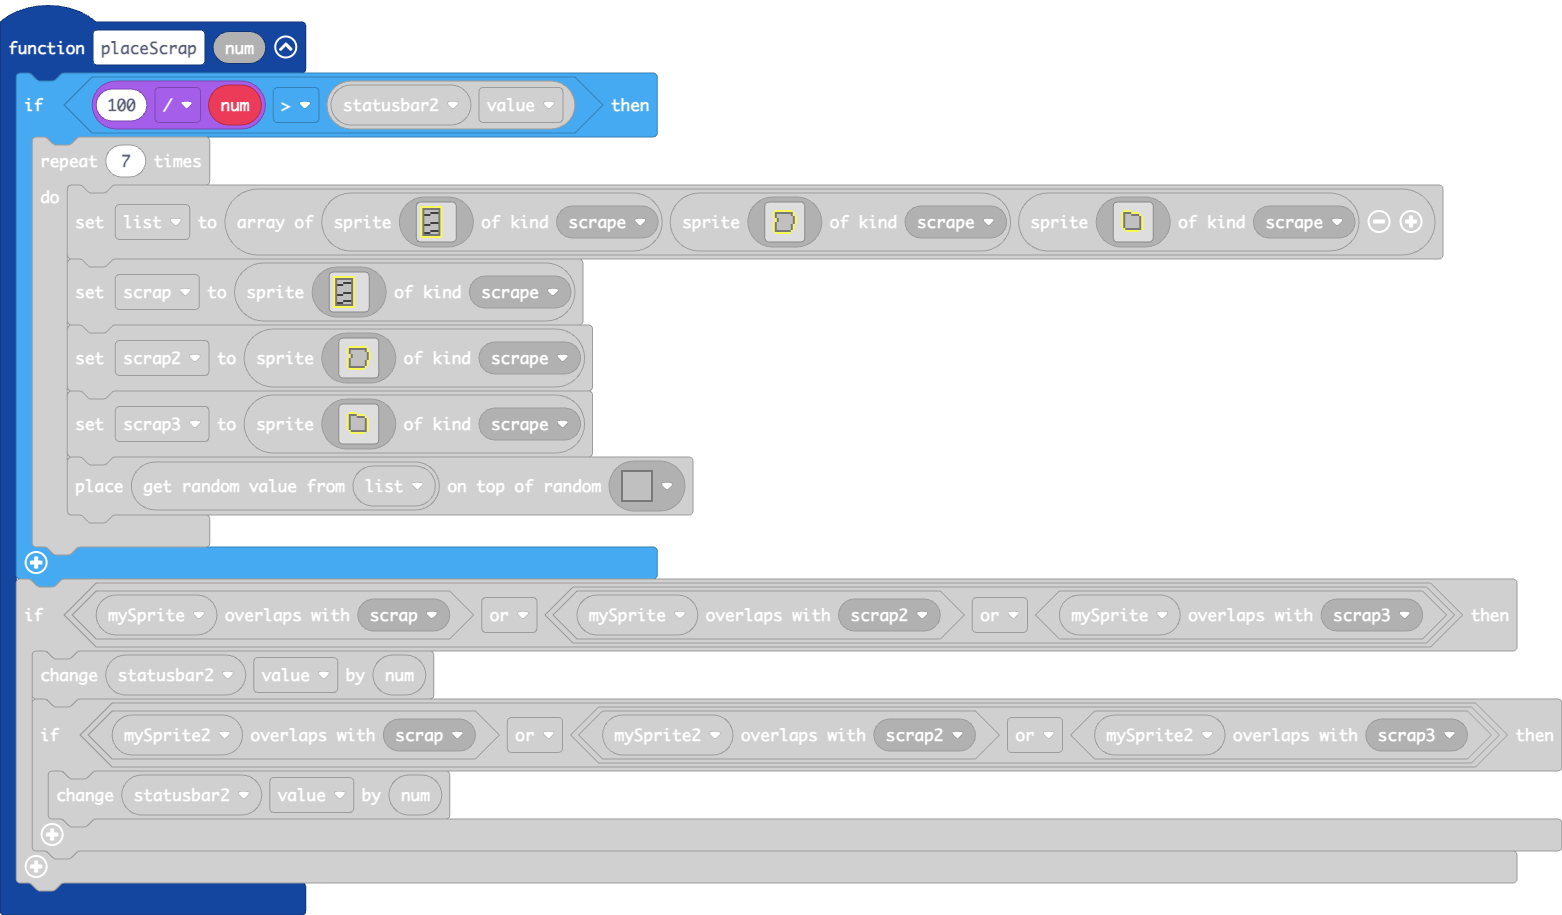 function placeScrap num
if 100 / num > statusbar2 value then
repeat 7 times
do
set list to array of sprite of kind scrape sprite of kind scrape sprite of kind scrape
set scrap to sprite of kind scrape
set scrap2 to sprite of kind scrape
set scrap3 to sprite of kind scrape
place get random value from list on top of random
if mySprite overlaps with scrap or mySprite overlaps with scrap2 or mySprite overlaps with scrap3 then
change statusbar2 value by num
if mySprite2 overlaps with scrap or mySprite2 overlaps with scrap2 or mySprite2 overlaps with scrap3 then
change statusbar2 value by num